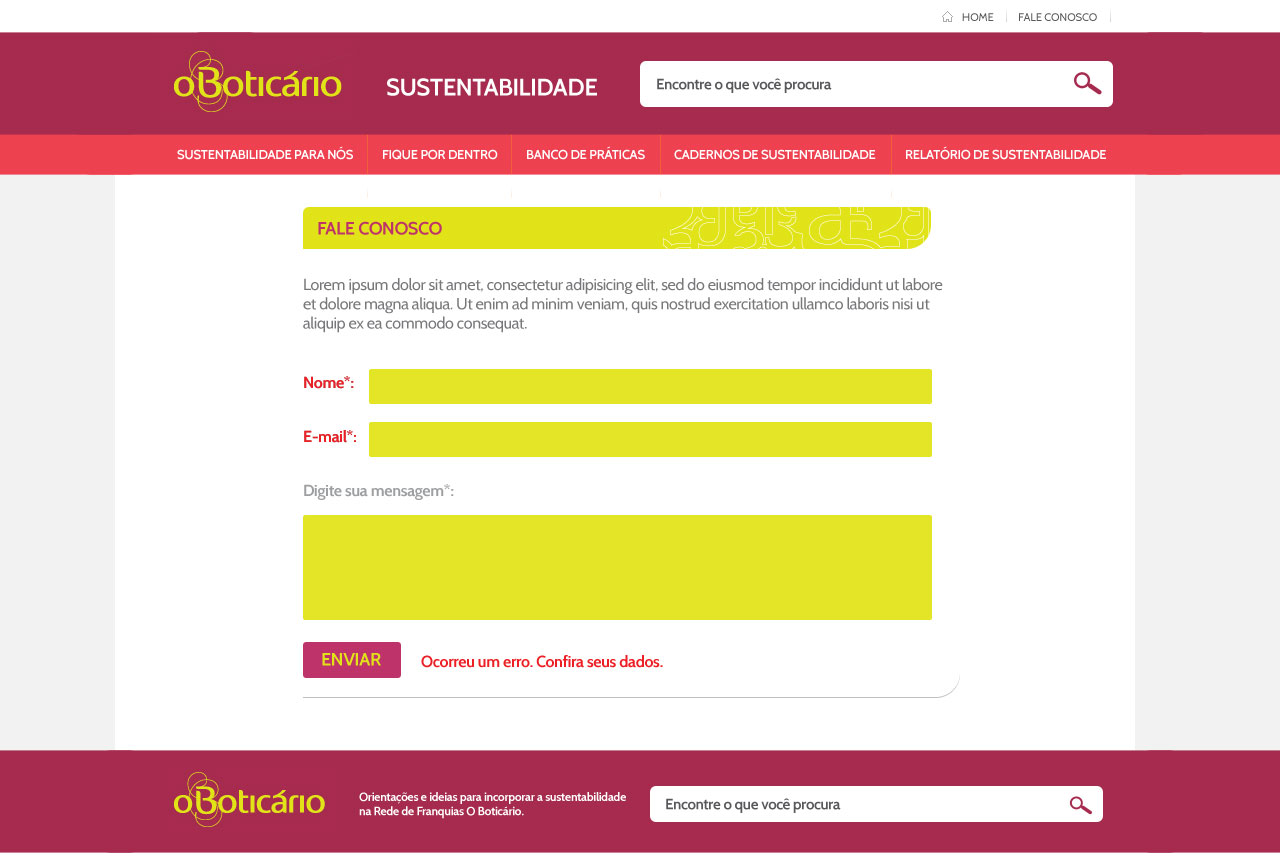 HOME
FALE CONOSCO
oBoticário
SUSTENTABILIDADE
Encontre o que você procura
SUSTENTABILIDADE PARA NÓS
FIQUE POR DENTRO
BANCO DE PRÁTICAS
CADERNOS DE SUSTENTABILIDADE
RELATÓRIO DE SUSTENTABILIDADE
FALE CONOSCO
Lorem ipsum dolor sit amet, consectetur adipisicing elit, sed do eiusmod tempor incididunt ut labore
et dolore magna aliqua. Ut enim ad minim veniam, quis nostrud exercitation ullamco laboris nisi ut
aliquip ex ea commodo consequat.
Nome*:
E-mail*:
Digite sua mensagem*:
ENVIAR
Ocorreu um erro. Confira seus dados.
oBoticário
Orientações e ideias para incorporar a sustentabilidade
na Rede de Franquias O Boticário.
Encontre o que você procura